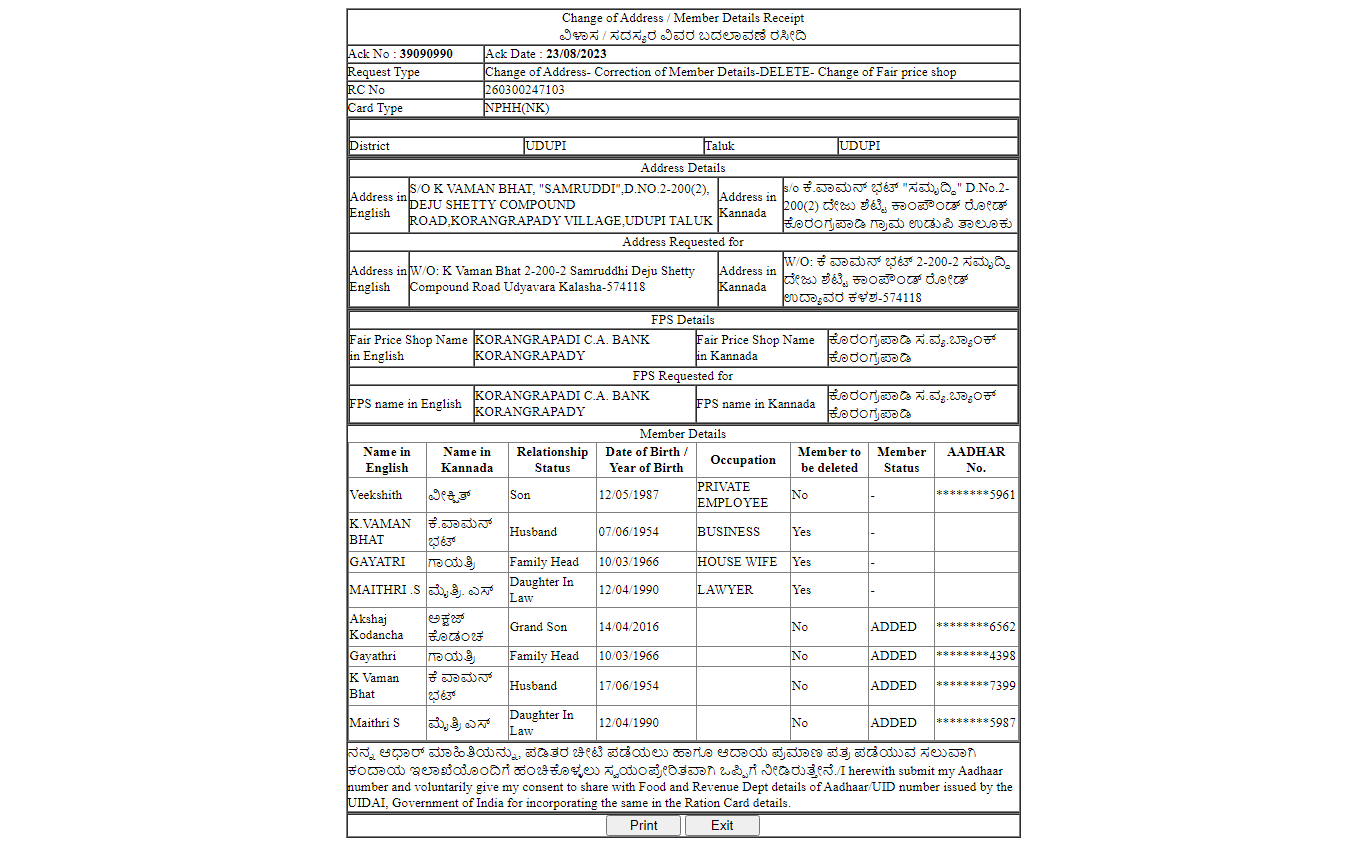 Change of Address / Member Details Receipt
ವಿಳಾಸ / ಸದಸ್ಯರ ವಿವರ ಬದಲಾವಣೆ ರಸೀದಿ
Ack No : 39090990 Ack Date : 23/08/2023
Request Type Change of Address- Correction of Member Details-DELETE- Change of Fair price shop
RC No 260300247103
Card Type NPHH(NK)
District UDUPI Taluk UDUPI
Address Details
Address in English S/O K VAMAN BHAT, "SAMRUDDI",D.NO.2-200(2),
DEJU SHETTY COMPOUND
ROAD,KORANGRAPADY VILLAGE,UDUPI TALUK
Address in Kannada s/o ಕೆ.ವಾಮನ್ ಭಟ್ "ಸಮೃದ್ದಿ" D.No.2-
200(2) ದೇಜು ಶೆಟ್ಟಿ ಕಾಂಪೌಂಡ್ ರೋಡ್
ಕೊರಂಗ್ರಪಾಡಿ ಗ್ರಾಮ ಉಡುಪಿ ತಾಲೂಕು
Address Requested for
Address in English W/O: K Vaman Bhat 2-200-2 Samruddhi Deju Shetty
Compound Road Udyavara Kalasha-574118
Address in Kannada W/O: ಕೆ ವಾಮನ್ ಭಟ್ 2-200-2 ಸಮೃದ್ದಿ
ದೇಜು ಶೆಟ್ಟಿ ಕಾಂಪೌಂಡ್ ರೋಡ್
ಉದ್ಯಾವರ ಕಳಶ-574118
FPS Details
Fair Price Shop Name
in English
KORANGRAPADI C.A. BANK
KORANGRAPADY
Fair Price Shop Name
in Kannada
ಕೊರಂಗ್ರಪಾಡಿ ಸ.ವ್ಯ.ಬ್ಯಾಂಕ್
ಕೊರಂಗ್ರಪಾಡಿ
FPS Requested for
FPS name in English KORANGRAPADI C.A. BANK
KORANGRAPADY
FPS name in Kannada ಕೊರಂಗ್ರಪಾಡಿ ಸ.ವ್ಯ.ಬ್ಯಾಂಕ್
ಕೊರಂಗ್ರಪಾಡಿ
Member Details
Name in English Name in Kannada Relationship Status Date of Birth / Year of Birth Occupation Member to be deleted Member Status AADHAR No.
Veekshith ವೀಕ್ಷಿತ್ Son 12/05/1987 PRIVATE EMPLOYEE No - ********5961
K.VAMAN BHAT ಕೆ.ವಾಮನ್ ಭಟ್ Husband 07/06/1954 BUSINESS Yes -
GAYATRI ಗಾಯತ್ರಿ Family Head 10/03/1966 HOUSE WIFE Yes -
MAITHRI .S ಮೈತ್ರಿ. ಎಸ್ Daughter In Law 12/04/1990 LAWYER Yes -
Akshaj Kodancha ಅಕ್ಷಜ್ ಕೊಡಂಚ Grand Son 14/04/2016 No ADDED ********6562
Gayathri ಗಾಯತ್ರಿ Family Head 10/03/1966 No ADDED ********4398
K Vaman Bhat ಕೆ ವಾಮನ್ ಭಟ್ Husband 17/06/1954 No ADDED ********7399
Maithri S ಮೈತ್ರಿ ಎಸ್ Daughter In Law 12/04/1990 No ADDED ********5987
ನನ್ನ ಆಧಾರ್ ಮಾಹಿತಿಯನ್ನು, ಪಡಿತರ ಚೀಟಿ ಪಡೆಯಲು ಹಾಗೂ ಆದಾಯ ಪ್ರಮಾಣ ಪತ್ರ ಪಡೆಯುವ ಸಲುವಾಗಿ
ಕಂದಾಯ ಇಲಾಖೆಯೊಂದಿಗೆ ಹಂಚಿಕೊಳ್ಳಲು ಸ್ವಯಂಪ್ರೇರಿತವಾಗಿ ಒಪ್ಪಿಗೆ ನೀಡಿರುತ್ತೇನೆ./I herewith submit my Aadhaar
number and voluntarily give my consent to share with Food and Revenue Dept details of Aadhaar/UID number issued by the
UIDAI, Government of India for incorporating the same in the Ration Card details.
Print Exit